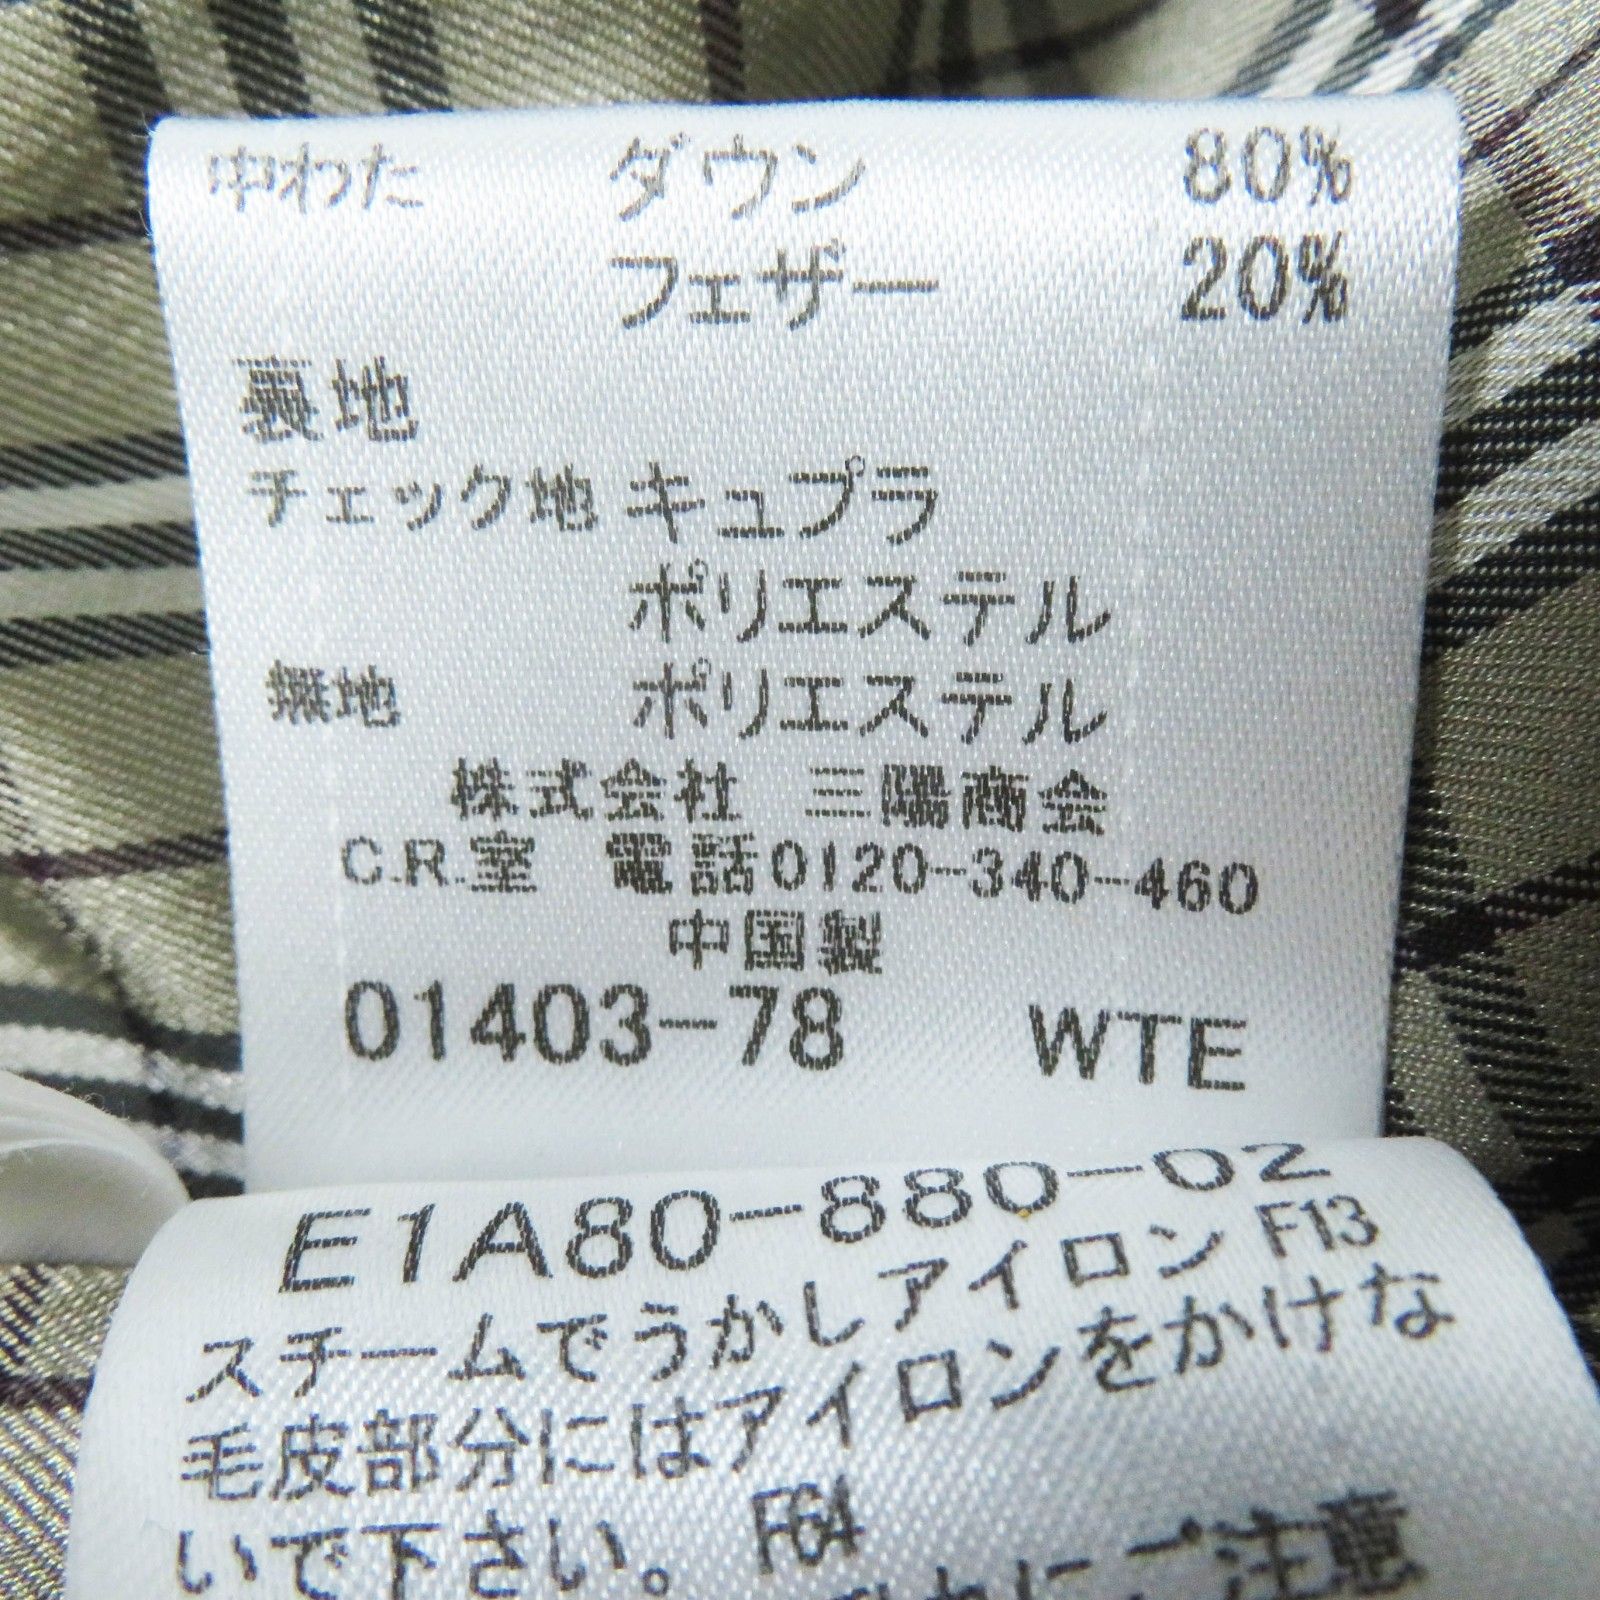 中わた ダウン 80%
フェザー 20%
裏地
チェック地 キュプラ
ポリエステル
無地 ポリエステル
株式会社 三陽商会
C.R.室 電話0120-340-460
中国製
01403-78 WTE
E1A80-880-02
スチームでうかしアイロン F13
毛皮部分にはアイロンをかけな
いで下さい。 F64
にご注意